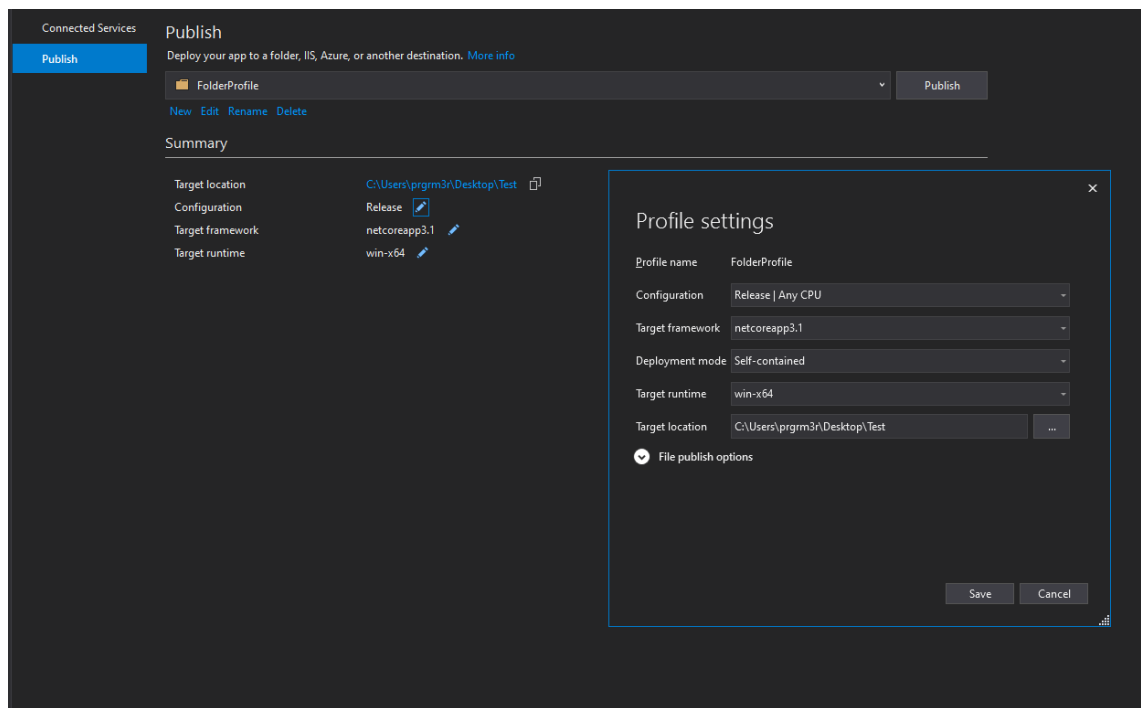 Connected Services
Publish
Publish
Deploy your app to a folder, IIS, Azure, or another destination. More info
FolderProfile
Publish
New Edit Rename Delete
Summary
Target location C:\Users\prgrm3r\Desktop\Test
Configuration Release
Target framework netcoreapp3.1
Target runtime win-x64
Profile settings
Profile name FolderProfile
Configuration Release | Any CPU
Target framework netcoreapp3.1
Deployment mode Self-contained
Target runtime win-x64
Target location C:\Users\prgrm3r\Desktop\Test ...
File publish options
Save Cancel